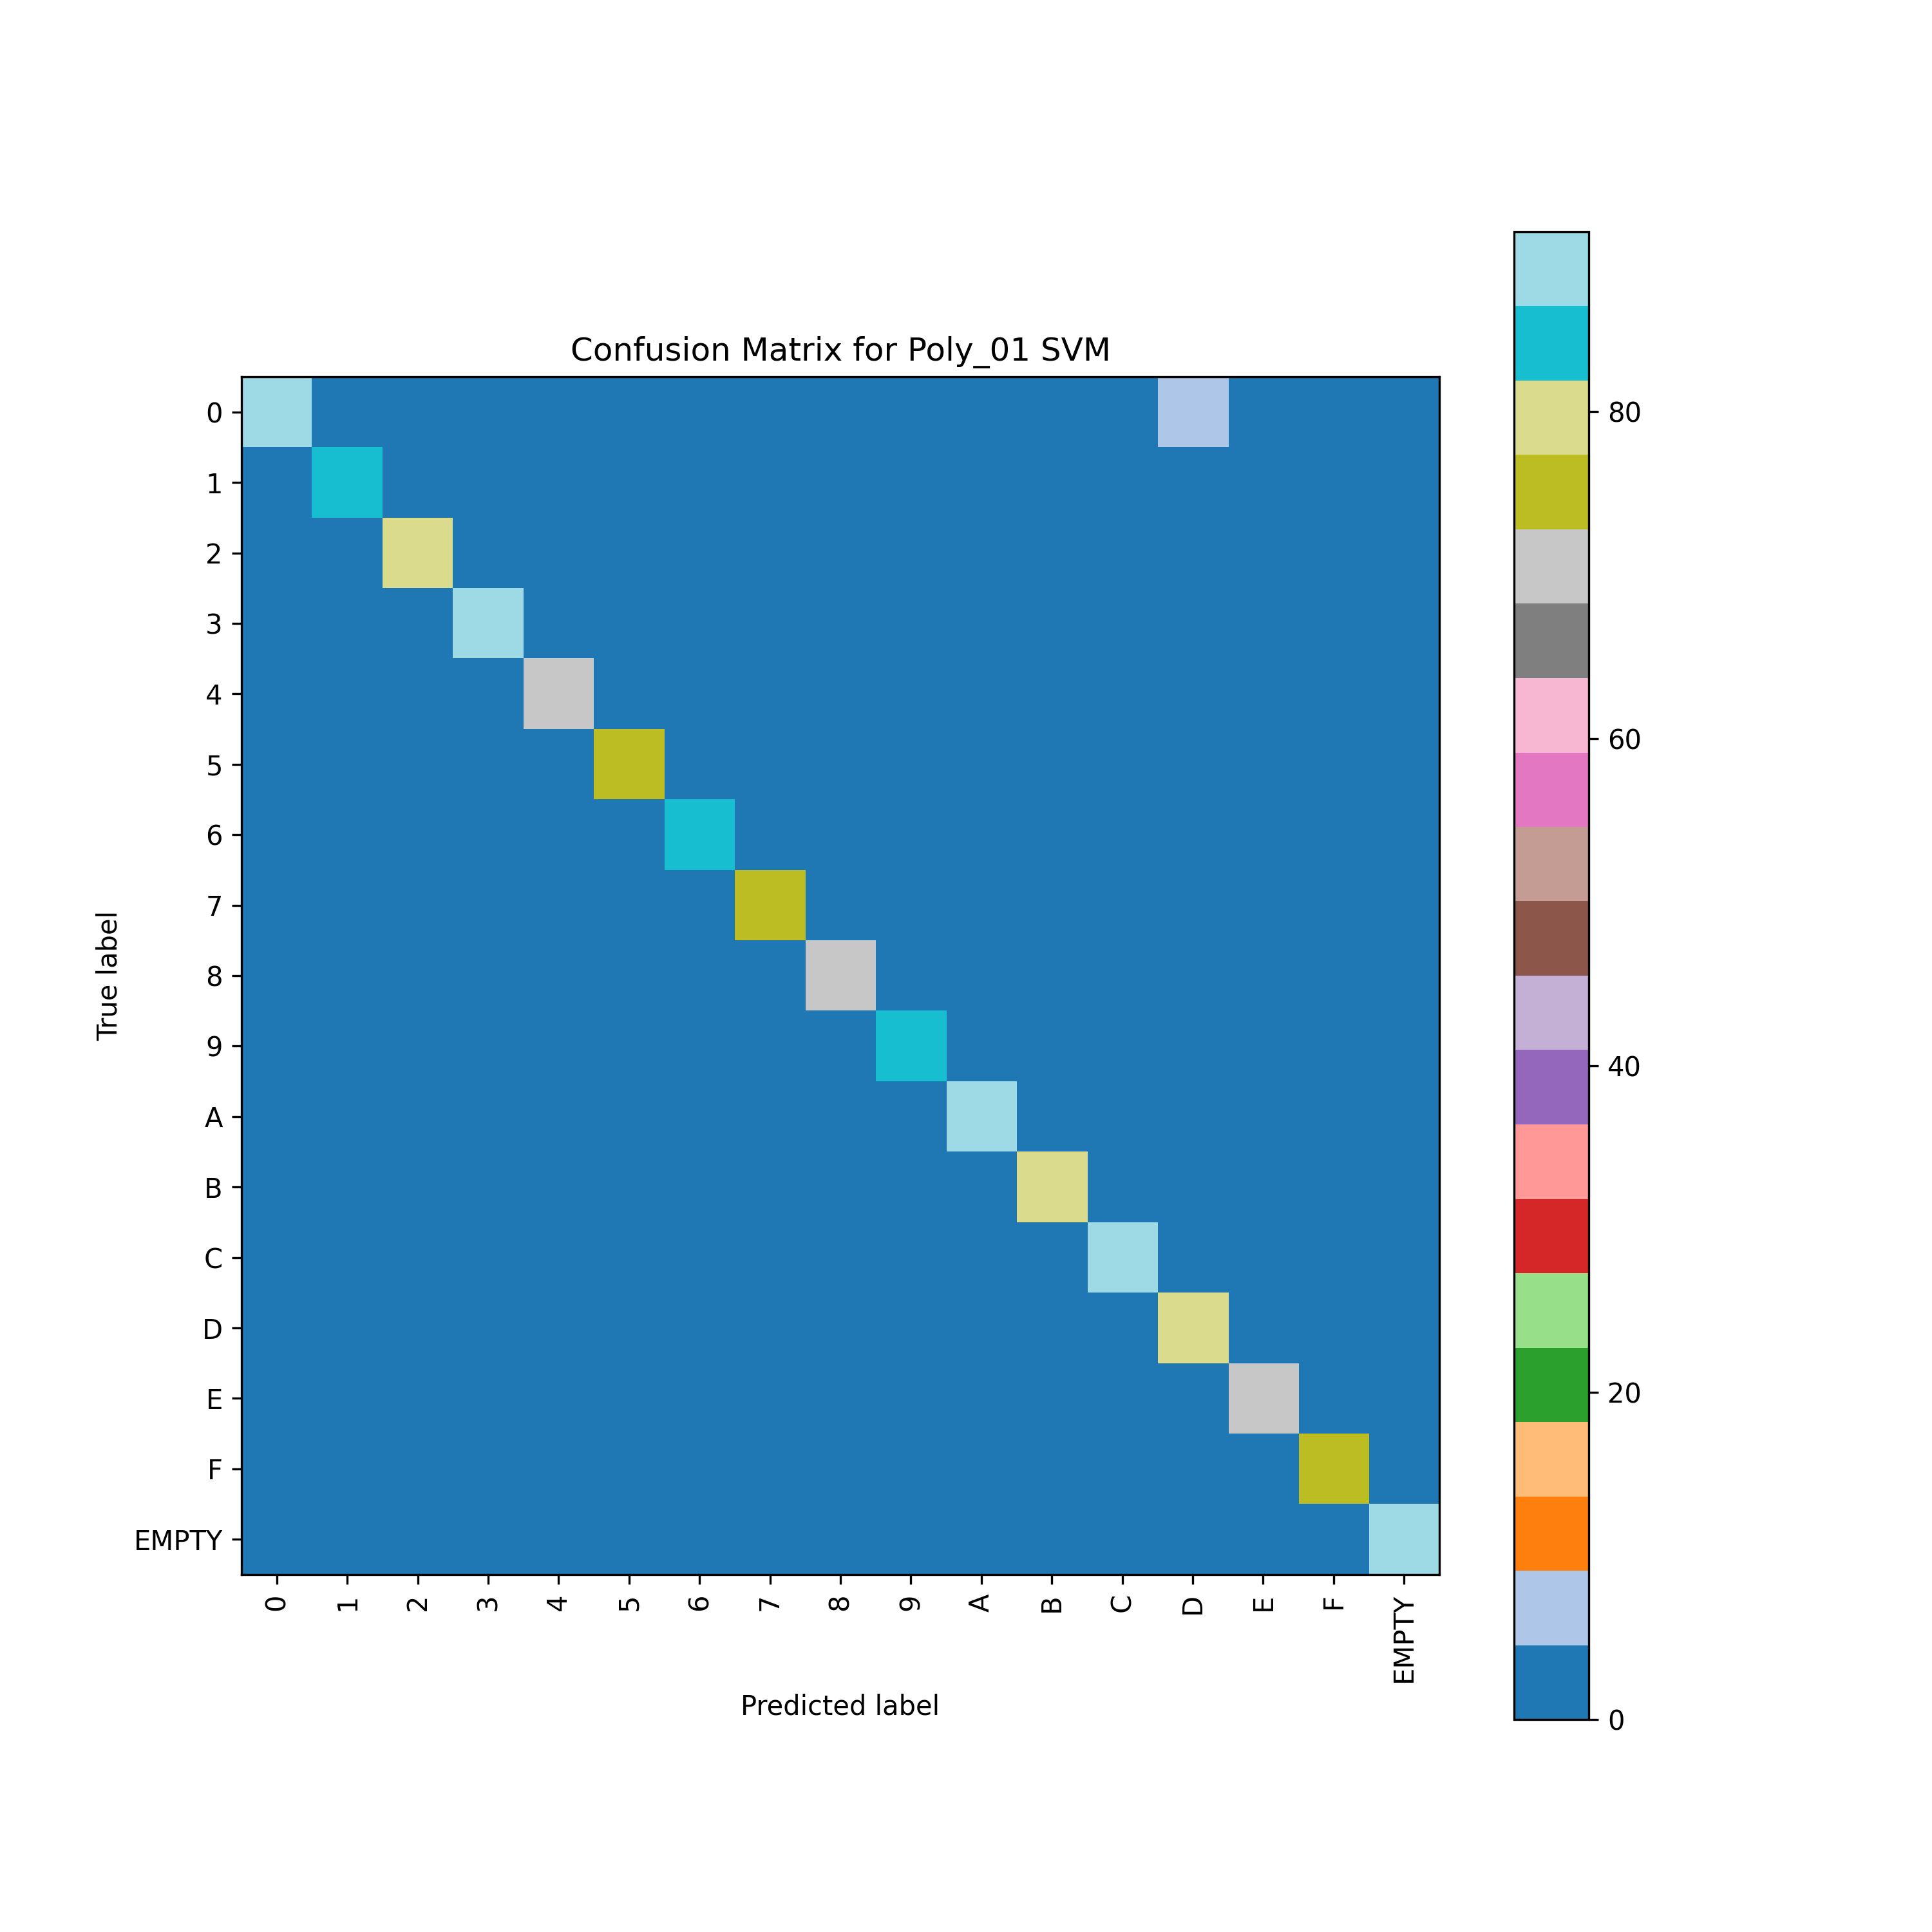 Confusion Matrix for Poly_01 SVM
True label
0
1
2
3
4
5
6
7
8
9
A
B
C
D
E
F
EMPTY
0 1 2 3 4 5 6 7 8 9 A B C D E F EMPTY
Predicted label
80
60
40
20
0